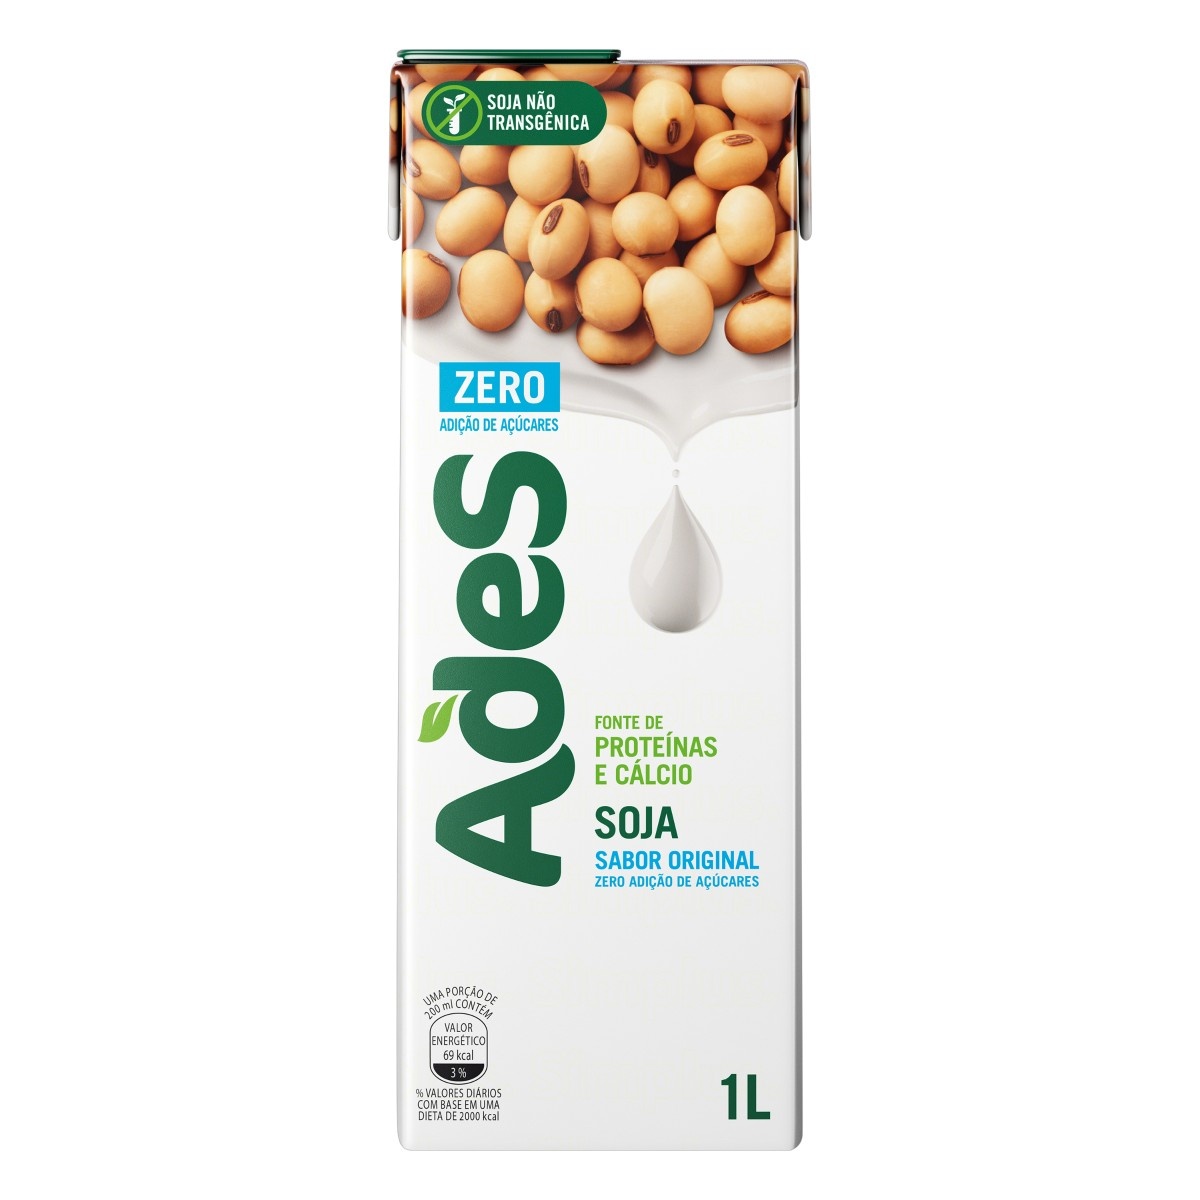 SOJA NÃO
TRANSGÊNICA
ZERO
ADIÇÃO DE AÇÚCARES
AdeS
FONTE DE
PROTEÍNAS
E CÁLCIO
SOJA
SABOR ORIGINAL
ZERO ADIÇÃO DE AÇÚCARES
UMA PORÇÃO DE
200 ml CONTÉM
VALOR
ENERGÉTICO
69 kcal
3 %
% VALORES DIÁRIOS
COM BASE EM UMA
DIETA DE 2000 kcal
1L